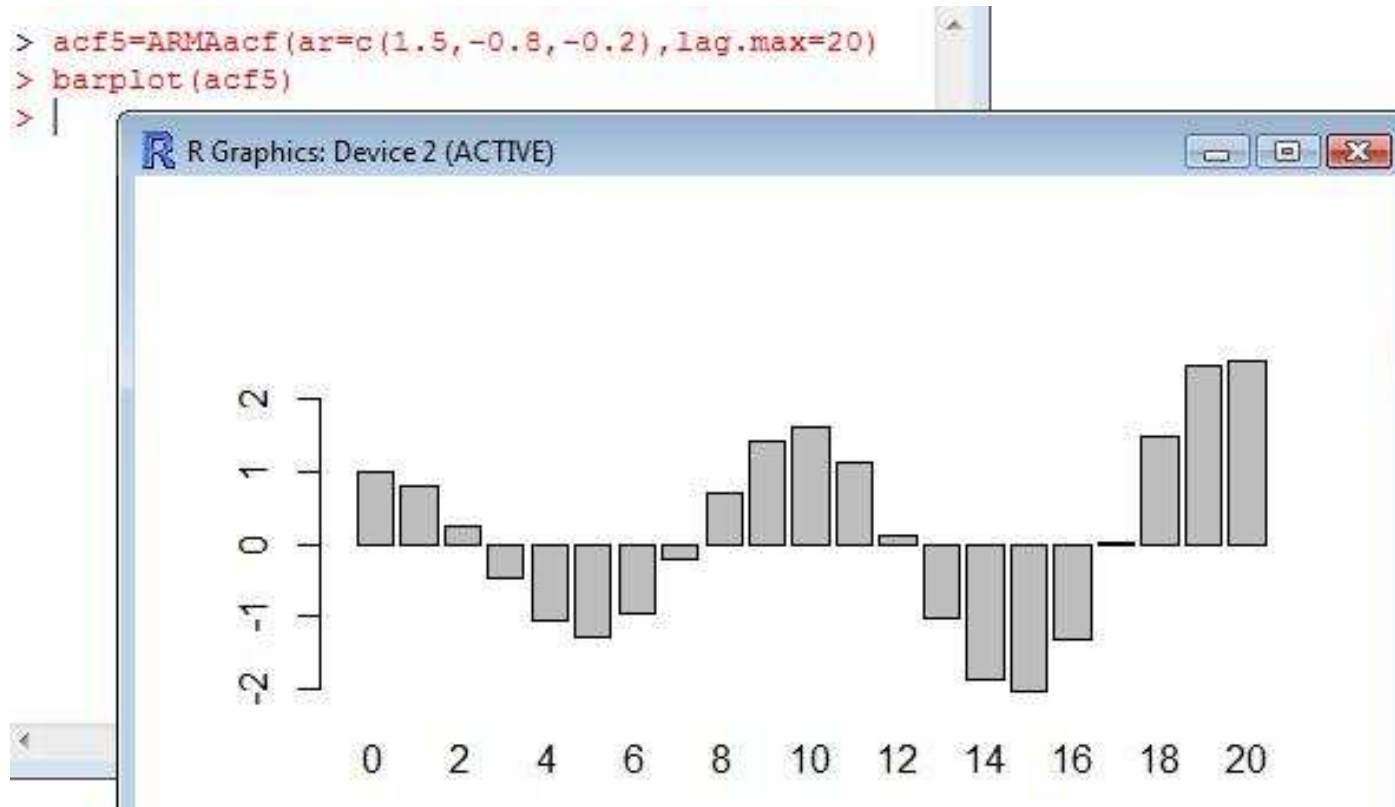 > acf5=ARMAacf(ar=c(1.5,-0.8,-0.2),lag.max=20)
> barplot(acf5)
>
R R Graphics: Device 2 (ACTIVE)
2
1
0
-1
-2
0 2 4 6 8 10 12 14 16 18 20